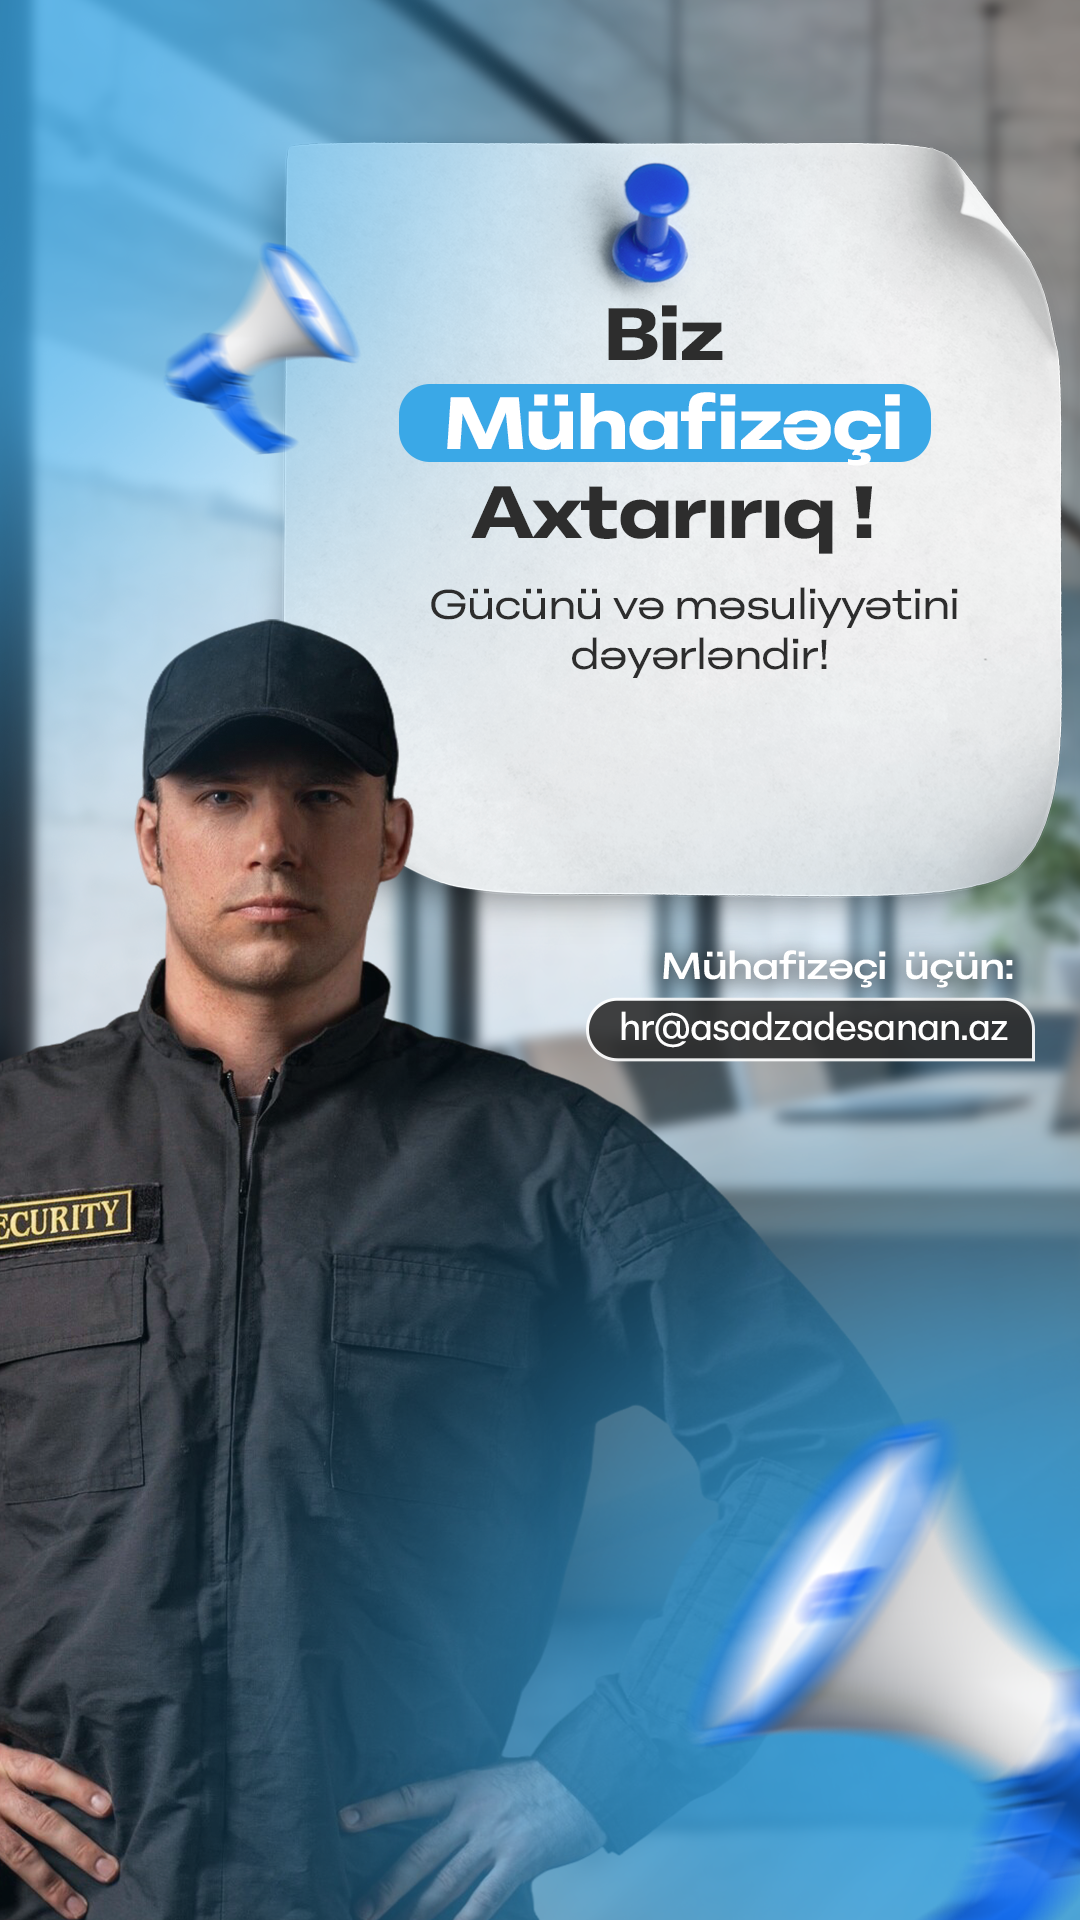 Biz
Mühafizəçi
Axtarırıq !
Gücünü və məsuliyyətini
dəyərləndir!
Mühafizəçi üçün:
hr@asadzadesanan.az
ECURITY